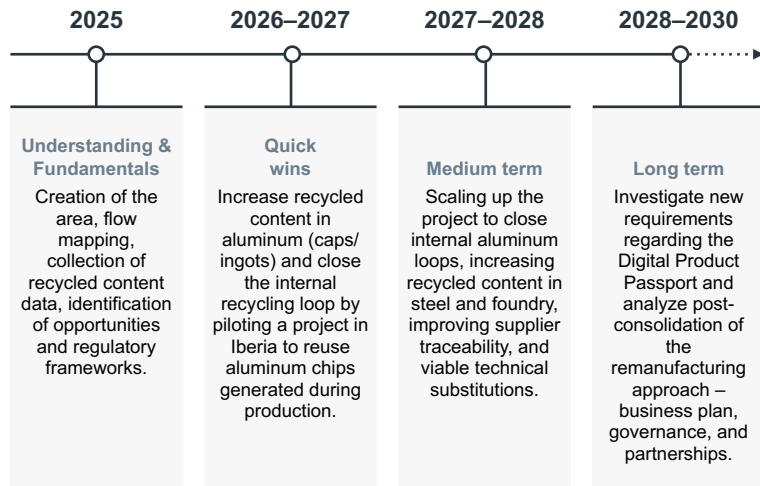 2025
Understanding &
Fundamentals
Creation of the
area, flow
mapping,
collection of
recycled content
data, identification
of opportunities
and regulatory
frameworks.
2026–2027
Quick
wins
Increase recycled
content in
aluminum (caps/
ingots) and close
the internal
recycling loop by
piloting a project in
Iberia to reuse
aluminum chips
generated during
production.
2027–2028
Medium term
Scaling up the
project to close
internal aluminum
loops, increasing
recycled content in
steel and foundry,
improving supplier
traceability, and
viable technical
substitutions.
2028–2030
Long term
Investigate new
requirements
regarding the
Digital Product
Passport and
analyze post-
consolidation of
the
remanufacturing
approach –
business plan,
governance, and
partnerships.